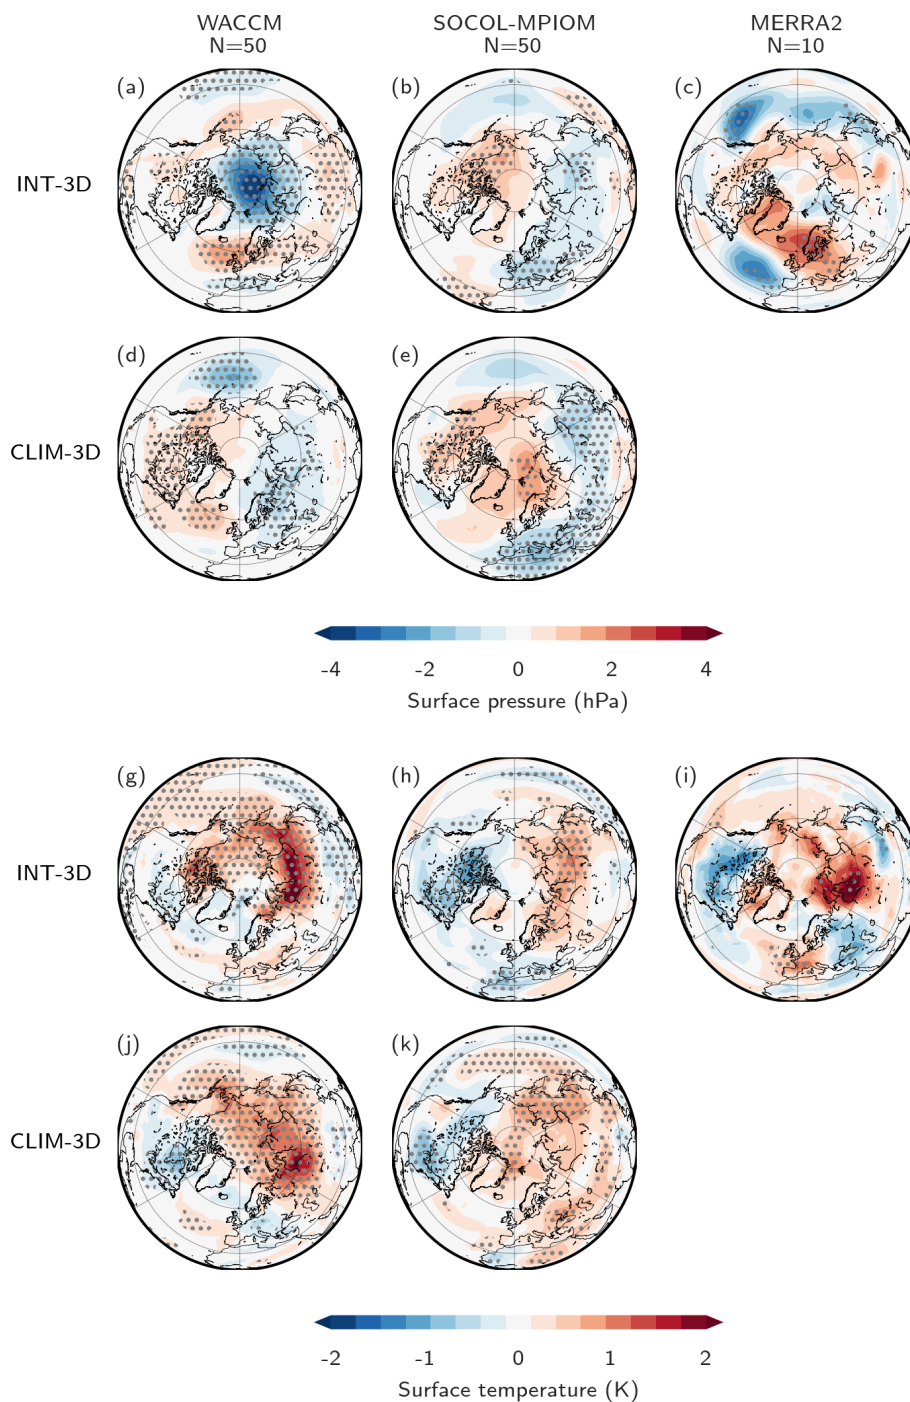 WACCM SOCOL-MPIOM MERRA2
N=50 N=50 N=10
(a) (b) (c)
INT-3D
(d) (e)
CLIM-3D
-4 -2 0 2 4
Surface pressure (hPa)
(g) (h) (i)
INT-3D
(j) (k)
CLIM-3D
-2 -1 0 1 2
Surface temperature (K)